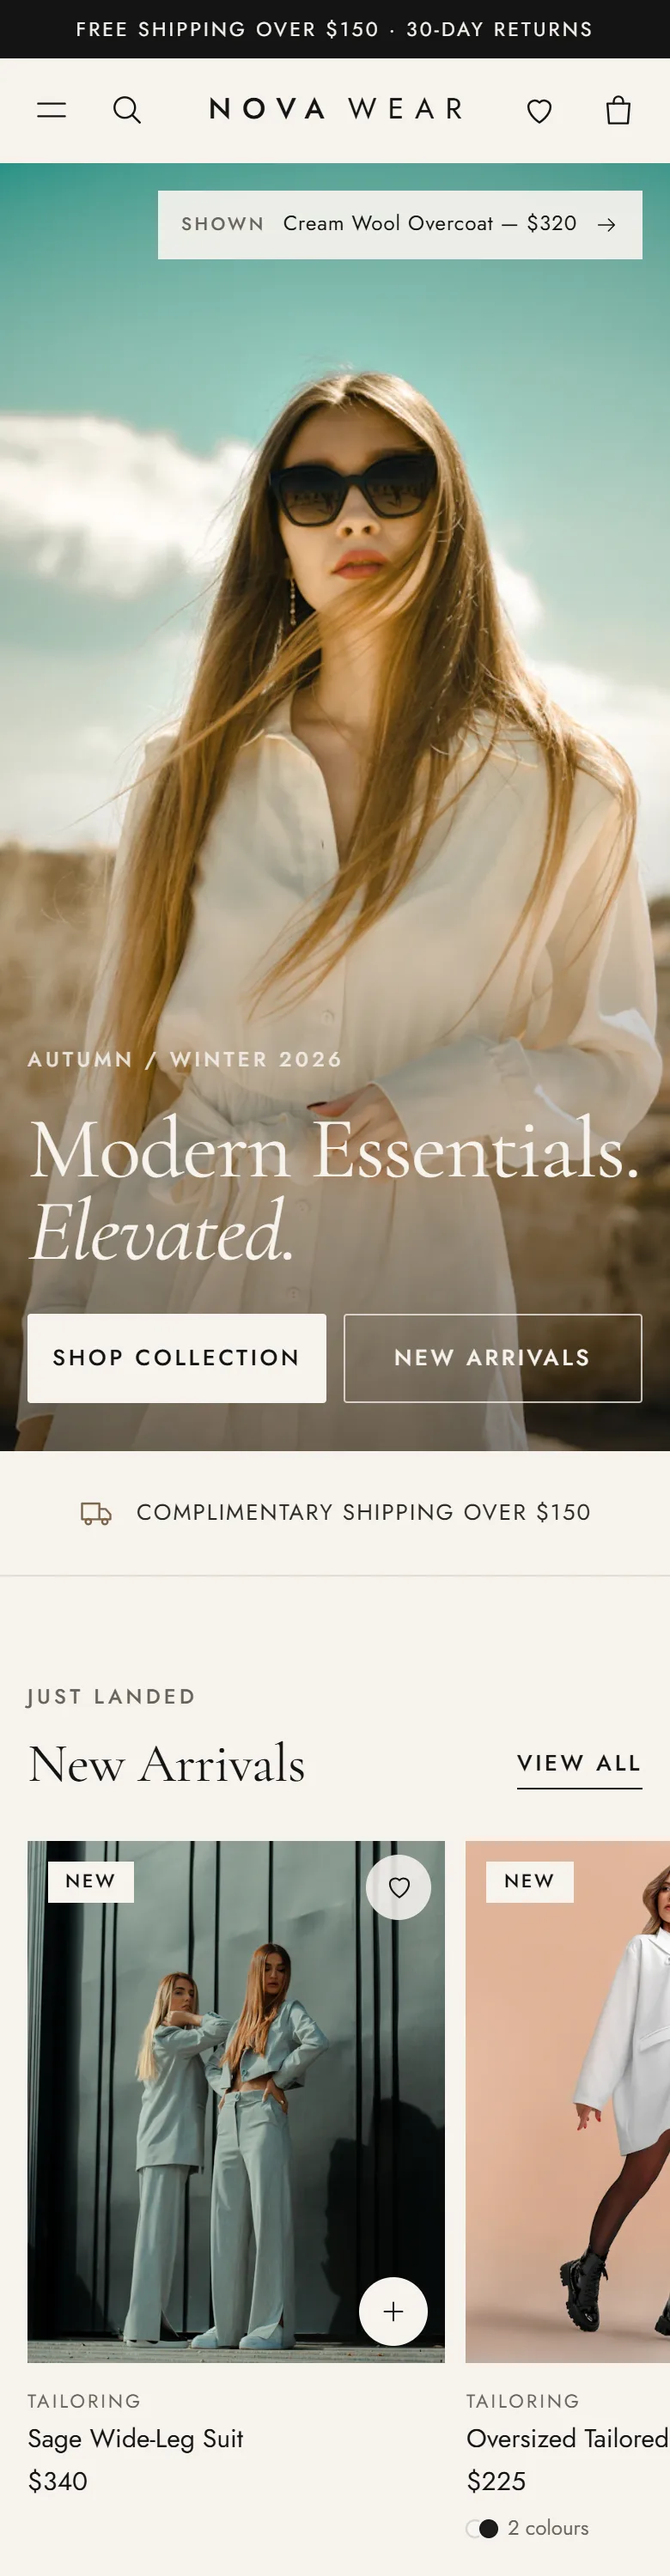 FREE SHIPPING OVER $150 · 30-DAY RETURNS
NOVA WEAR
SHOWN Cream Wool Overcoat — $320 →
AUTUMN / WINTER 2026
Modern Essentials.
Elevated.
SHOP COLLECTION
NEW ARRIVALS
COMPLIMENTARY SHIPPING OVER $150
JUST LANDED
New Arrivals
VIEW ALL
NEW
NEW
TAILORING
Sage Wide-Leg Suit
$340
TAILORING
Oversized Tailored
$225
2 colours